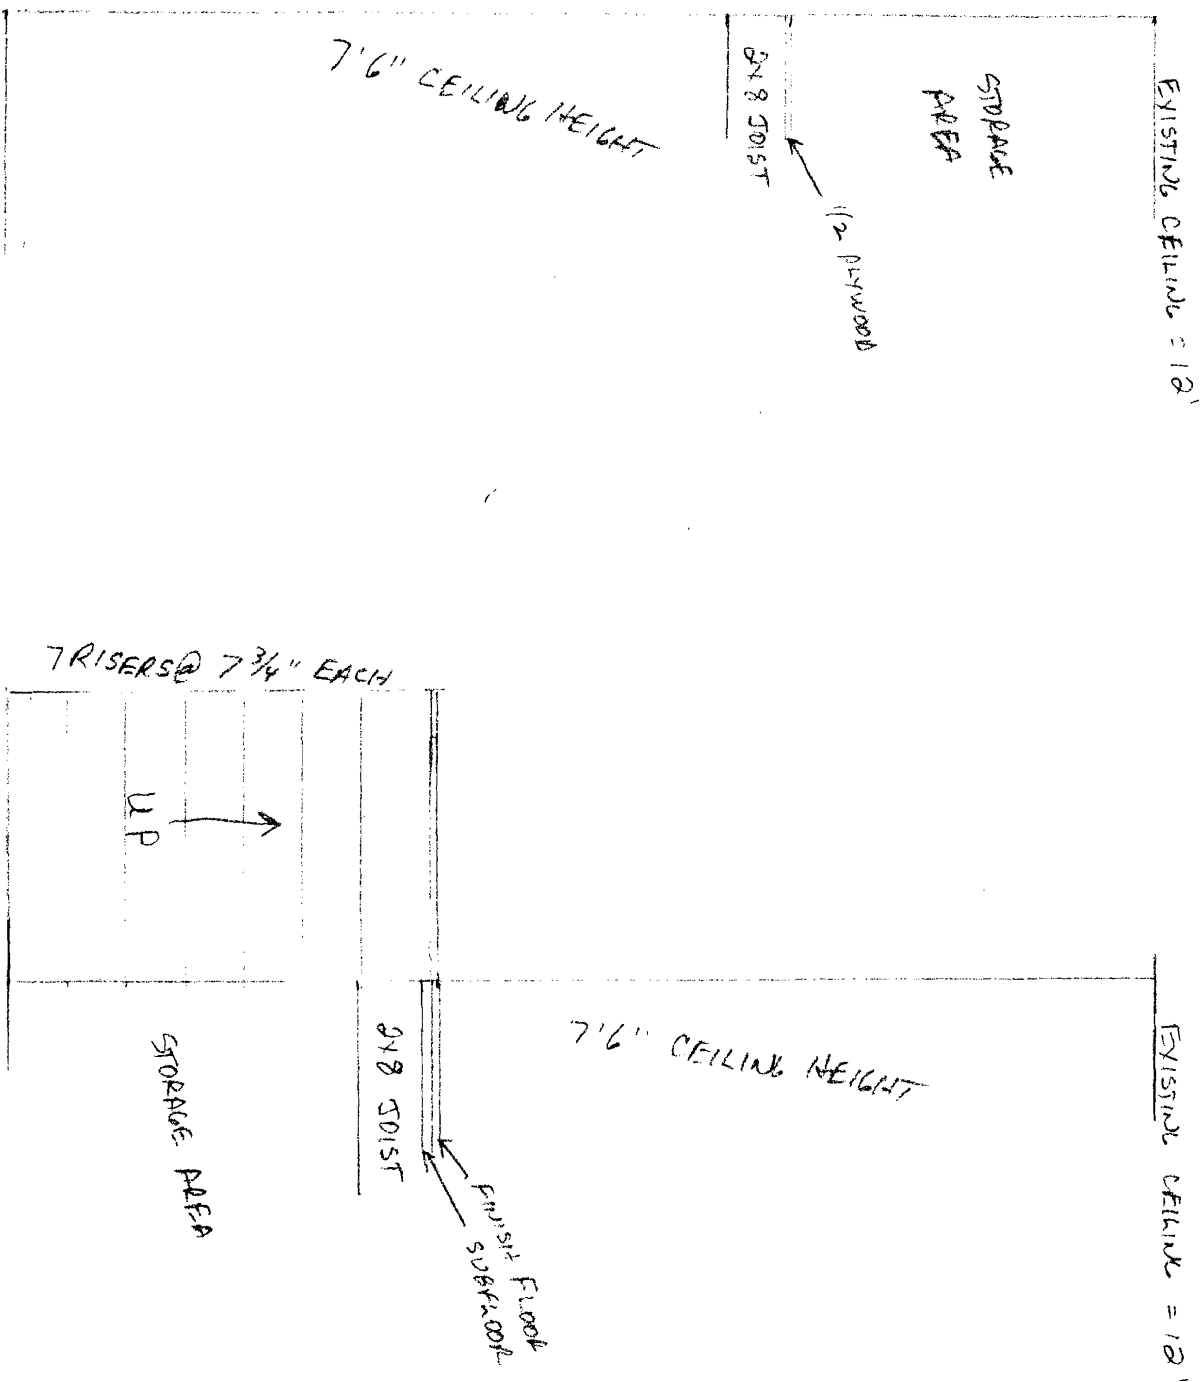 EXISTING CEILING = 12'
STORAGE
AREA
1/2 PLYWOOD
2X8 JOIST
7'6" CEILING HEIGHT
EXISTING CEILING = 12'
7'6" CEILING HEIGHT
FINISH FLOOR
SUBFLOOR
2X8 JOIST
STORAGE AREA
7 RISERS @ 7 3/4" EACH
UP